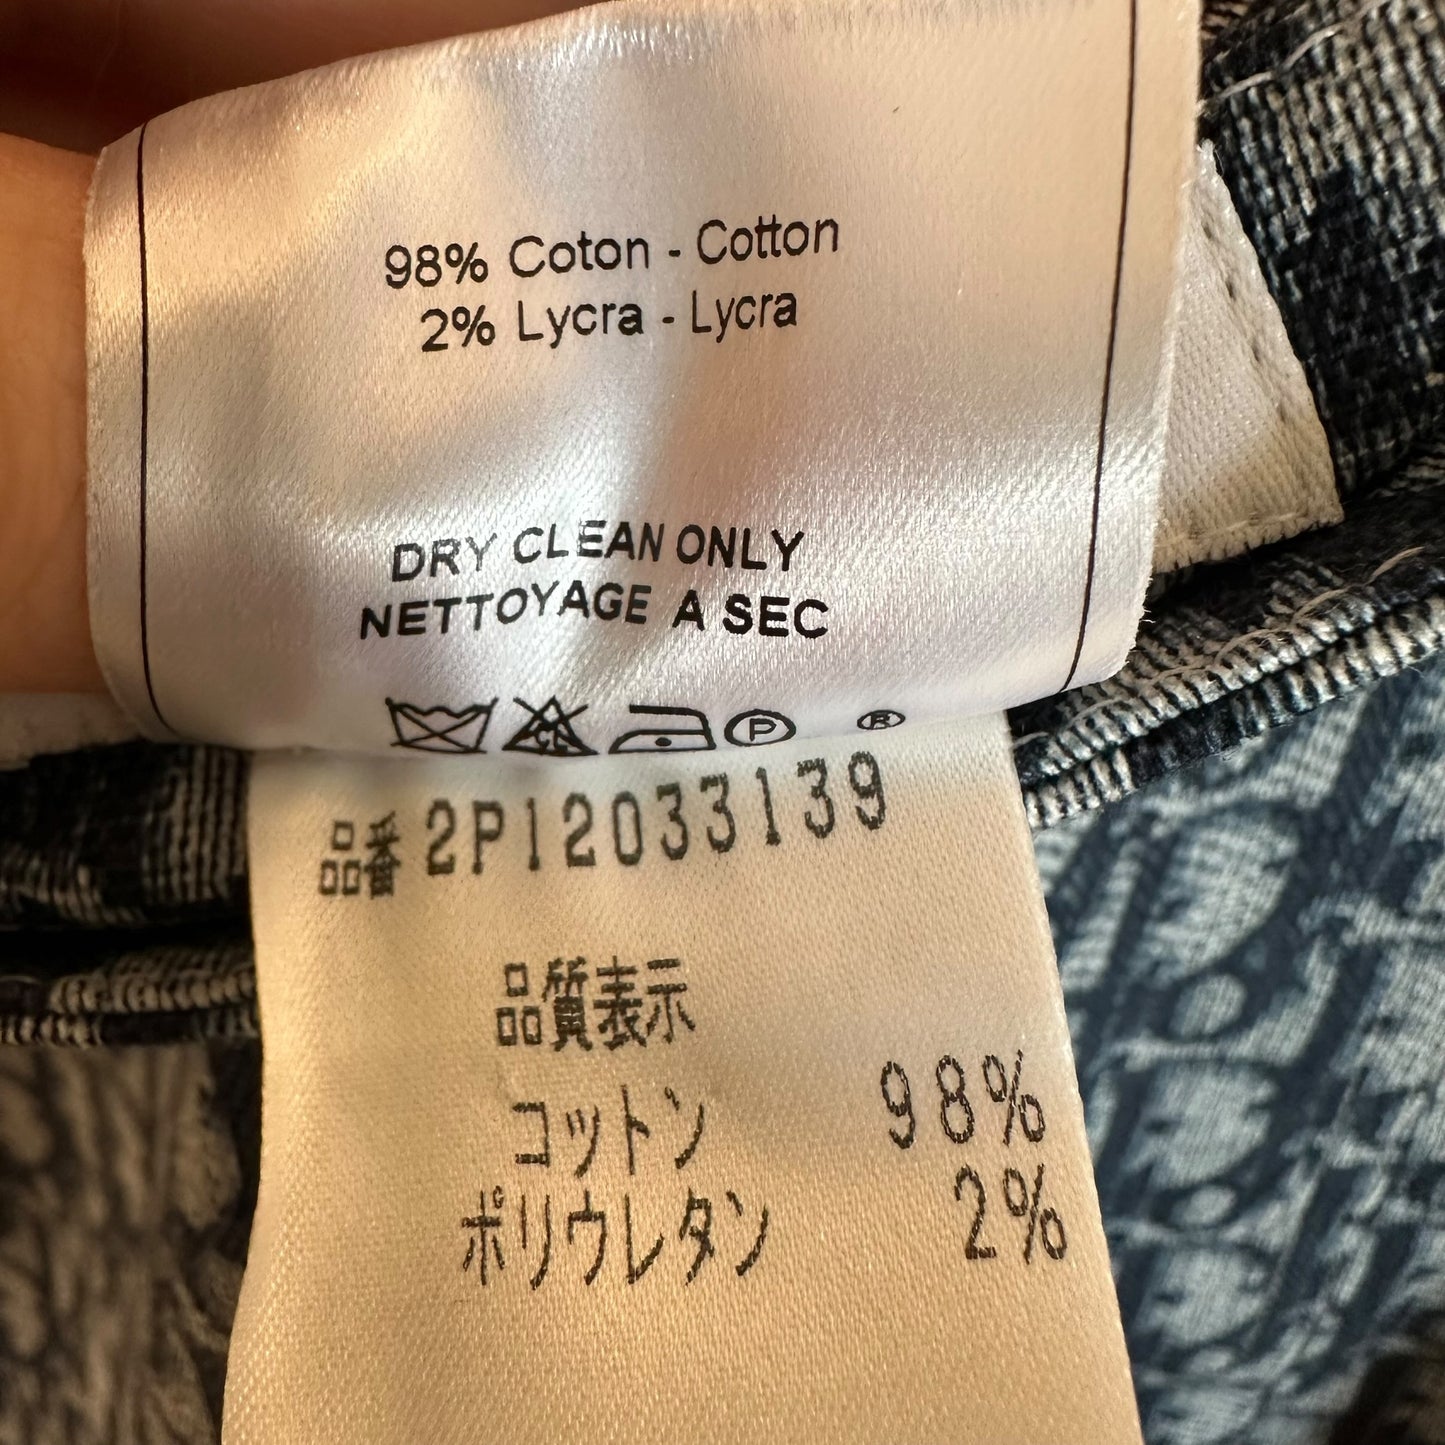 98% Coton - Cotton
2% Lycra - Lycra
DRY CLEAN ONLY
NETTOYAGE A SEC
CL P ®
品番 2P12033139
品質表示
コットン 98%
ポリウレタン 2%